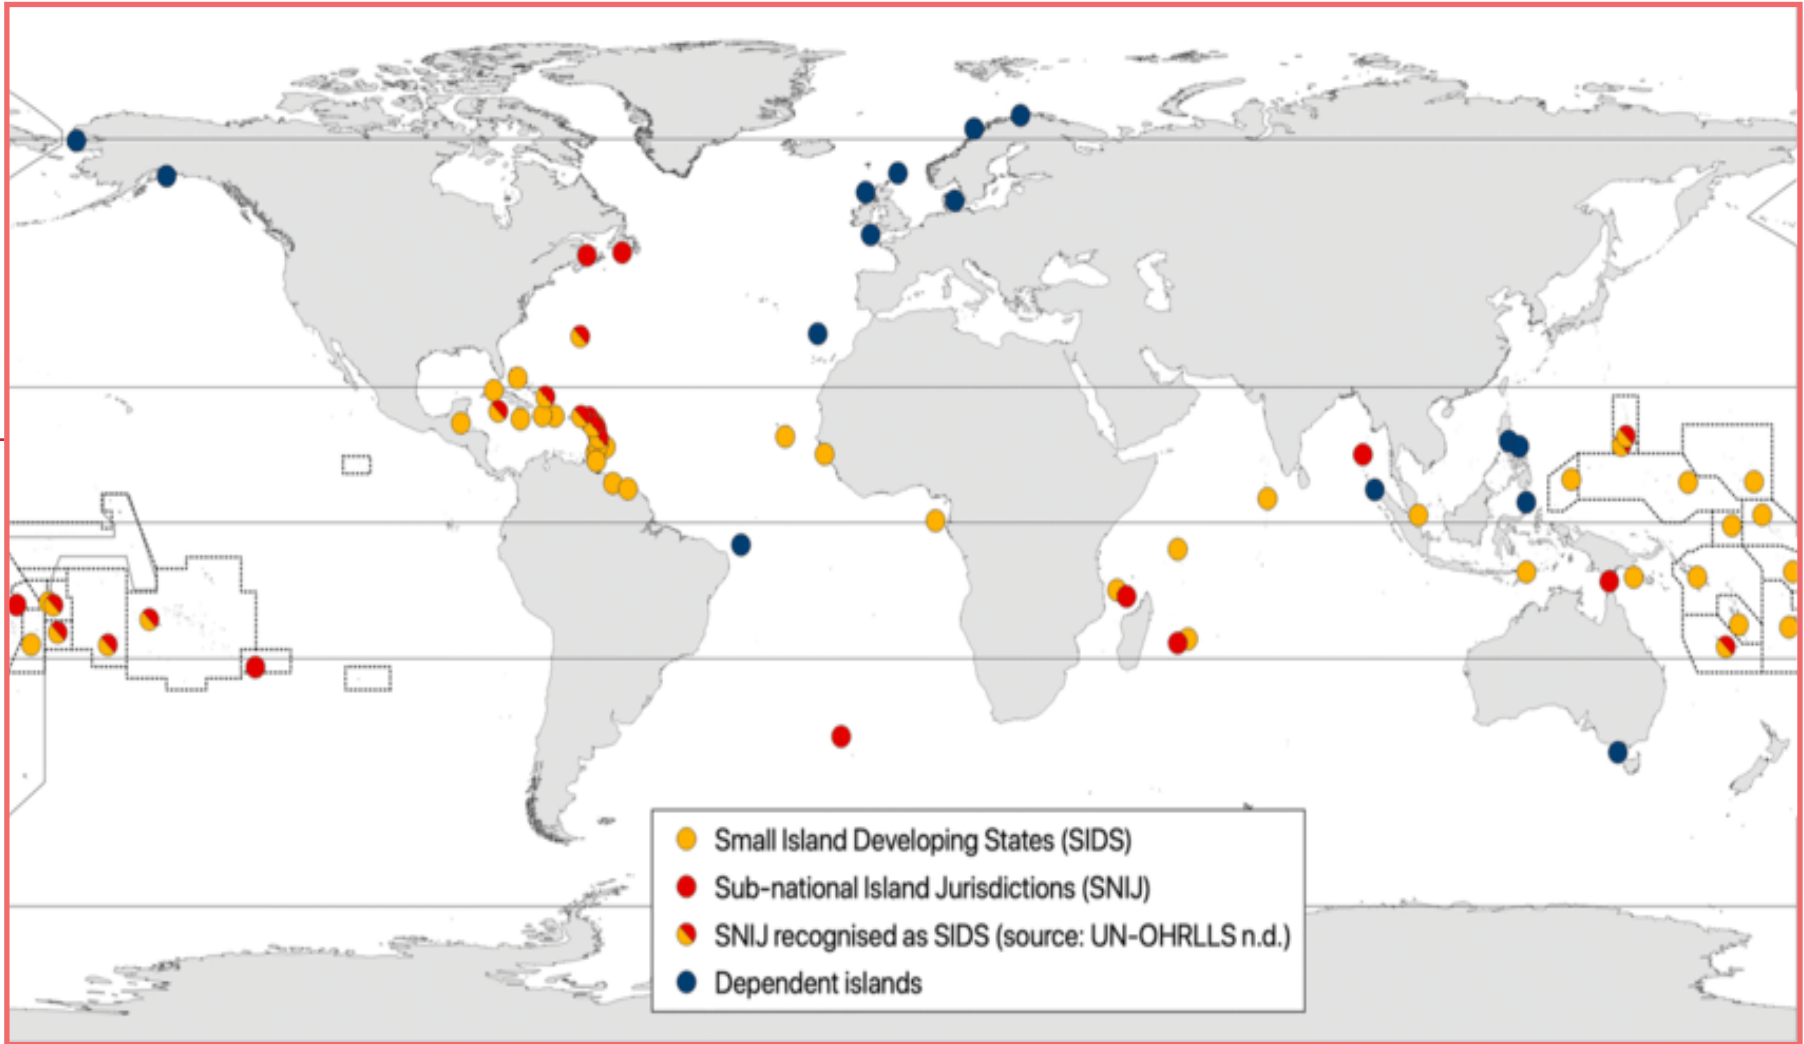 Small Island Developing States (SIDS)
Sub-national Island Jurisdictions (SNIJ)
SNIJ recognised as SIDS (source: UN-OHRLLS n.d.)
Dependent islands